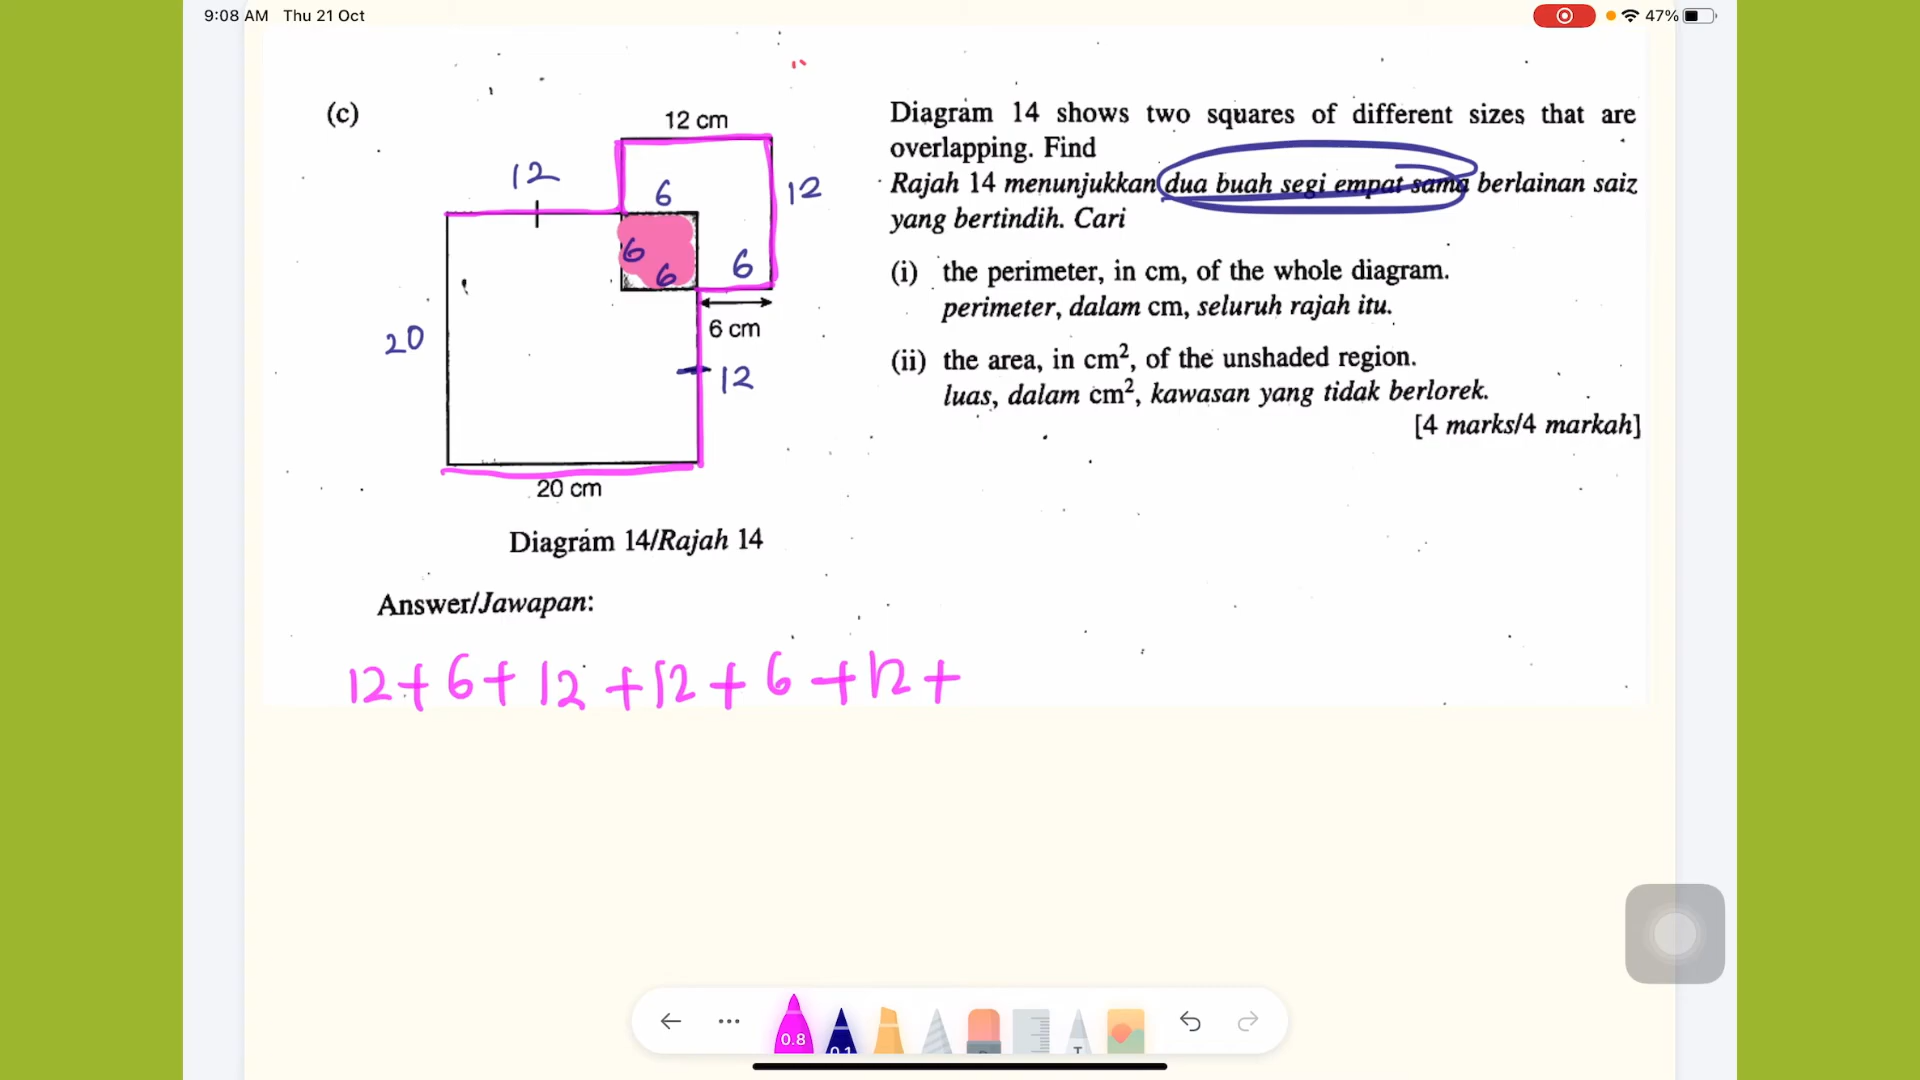 9:08 AM Thu 21 Oct
47%
(c)
12 cm
12
6
12
6
6
6
20
6 cm
12
20 cm
Diagram 14/Rajah 14
Diagram 14 shows two squares of different sizes that are
overlapping. Find
Rajah 14 menunjukkan dua buah segi empat sama berlainan saiz
yang bertindih. Cari
(i) the perimeter, in cm, of the whole diagram.
perimeter, dalam cm, seluruh rajah itu.
(ii) the area, in cm², of the unshaded region.
luas, dalam cm², kawasan yang tidak berlorek.
[4 marks/4 markah]
Answer/Jawapan:
12+ 6+ 12 +12 + 6 +12 +
0.8
0.1
T